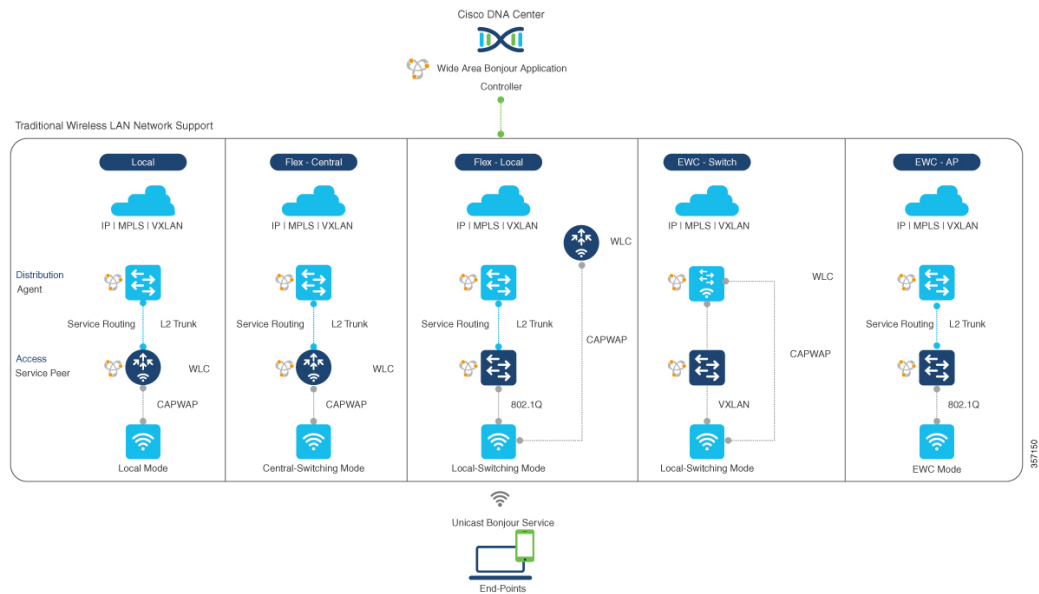 Cisco DNA Center
Wide Area Bonjour Application
Controller
Traditional Wireless LAN Network Support
Local
Flex - Central
Flex - Local
EWC - Switch
EWC - AP
IP | MPLS | VXLAN
IP | MPLS | VXLAN
IP | MPLS | VXLAN
IP | MPLS | VXLAN
IP | MPLS | VXLAN
WLC
Distribution
Agent
WLC
Service Routing
L2 Trunk
Service Routing
L2 Trunk
Service Routing
L2 Trunk
Service Routing
L2 Trunk
CAPWAP
CAPWAP
Access
Service Peer
WLC
WLC
CAPWAP
CAPWAP
802.1Q
VXLAN
802.1Q
Local Mode
Central-Switching Mode
Local-Switching Mode
Local-Switching Mode
EWC Mode
357150
Unicast Bonjour Service
End-Points